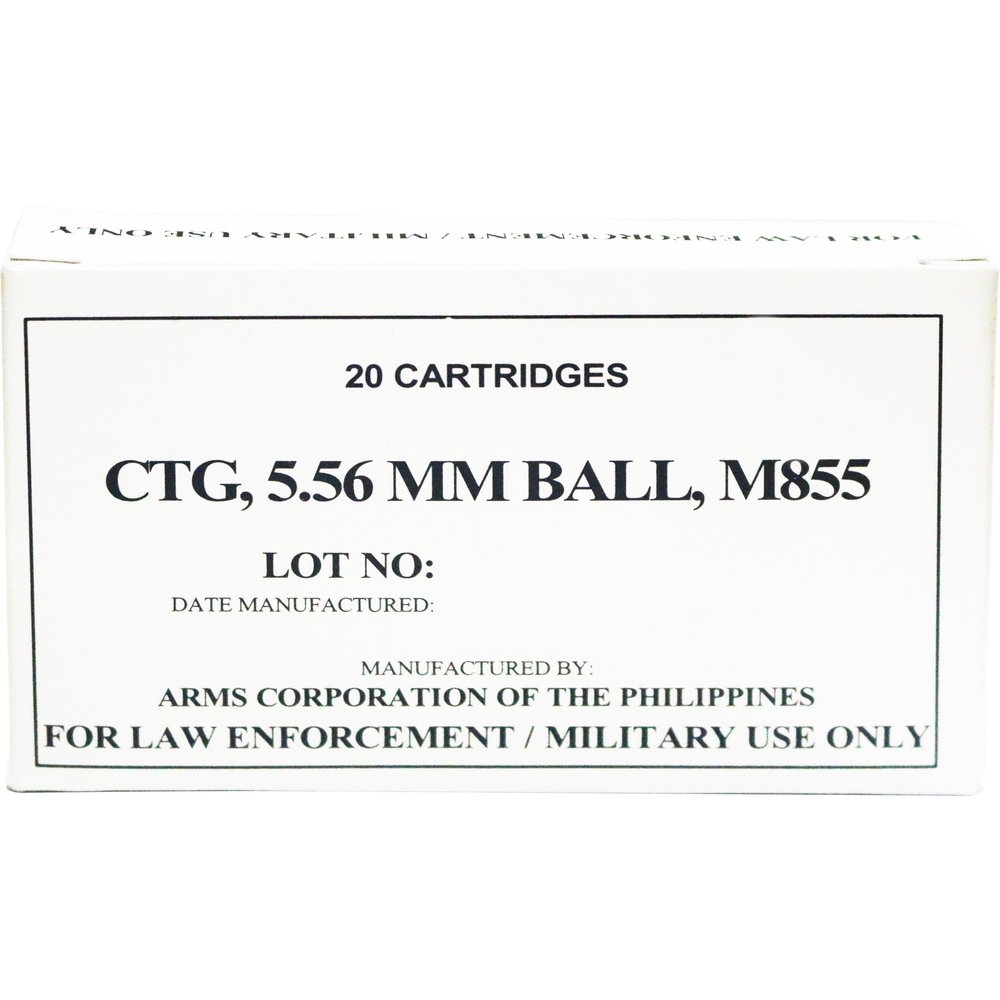 FOR LAW ENFORCEMENT / MILITARY USE ONLY
20 CARTRIDGES
CTG, 5.56 MM BALL, M855
LOT NO:
DATE MANUFACTURED:
MANUFACTURED BY:
ARMS CORPORATION OF THE PHILIPPINES
FOR LAW ENFORCEMENT / MILITARY USE ONLY